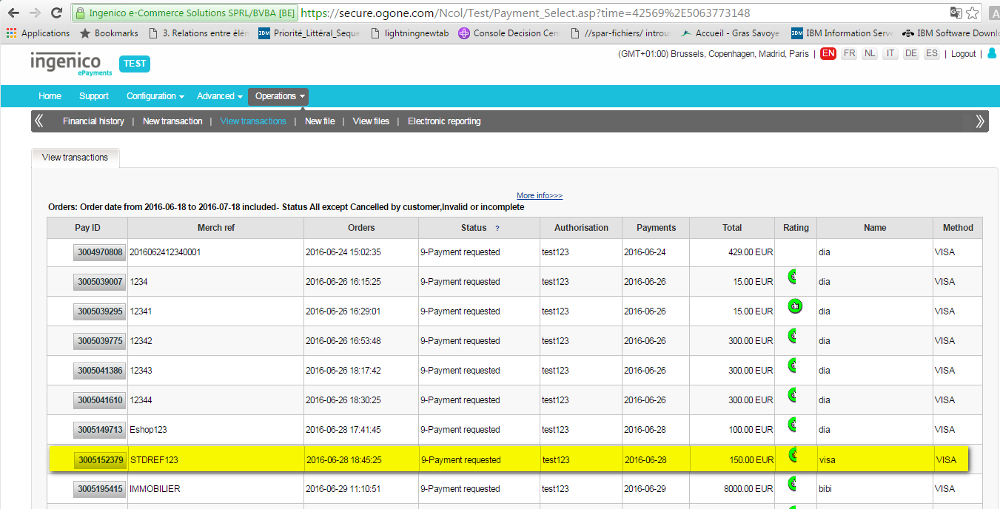 Ingenico e-Commerce Solutions SPRL/BVBA [BE] https://secure.ogone.com/Ncol/Test/Payment_Select.asp?time=42569%2E5063773148
Applications Bookmarks 3. Relations entre élé IBM Priorité_Littéral_Sequ lightningnewtab Console Decision Cen //spar-fichiers/ introu Accueil - Gras Savoye IBM IBM Information Serv IBM Software Downlo
ingenico ePayments TEST
(GMT+01:00) Brussels, Copenhagen, Madrid, Paris | EN FR NL IT DE ES | Logout |
Home Support Configuration Advanced Operations
Financial history | New transaction | View transactions | New file | View files | Electronic reporting
View transactions
More info>>>
Orders: Order date from 2016-06-18 to 2016-07-18 included- Status All except Cancelled by customer,Invalid or incomplete
Pay ID Merch ref Orders Status ? Authorisation Payments Total Rating Name Method
3004970808 2016062412340001 2016-06-24 15:02:35 9-Payment requested test123 2016-06-24 429.00 EUR dia VISA
3005039007 1234 2016-06-26 16:15:25 9-Payment requested test123 2016-06-26 15.00 EUR dia VISA
3005039295 12341 2016-06-26 16:29:01 9-Payment requested test123 2016-06-26 15.00 EUR dia VISA
3005039775 12342 2016-06-26 16:53:48 9-Payment requested test123 2016-06-26 300.00 EUR dia VISA
3005041386 12343 2016-06-26 18:17:42 9-Payment requested test123 2016-06-26 300.00 EUR dia VISA
3005041610 12344 2016-06-26 18:30:25 9-Payment requested test123 2016-06-26 300.00 EUR dia VISA
3005149713 Eshop123 2016-06-28 17:41:45 9-Payment requested test123 2016-06-28 100.00 EUR dia VISA
3005152379 STDREF123 2016-06-28 18:45:25 9-Payment requested test123 2016-06-28 150.00 EUR visa VISA
3005195415 IMMOBILIER 2016-06-29 11:10:51 9-Payment requested test123 2016-06-29 8000.00 EUR bibi VISA